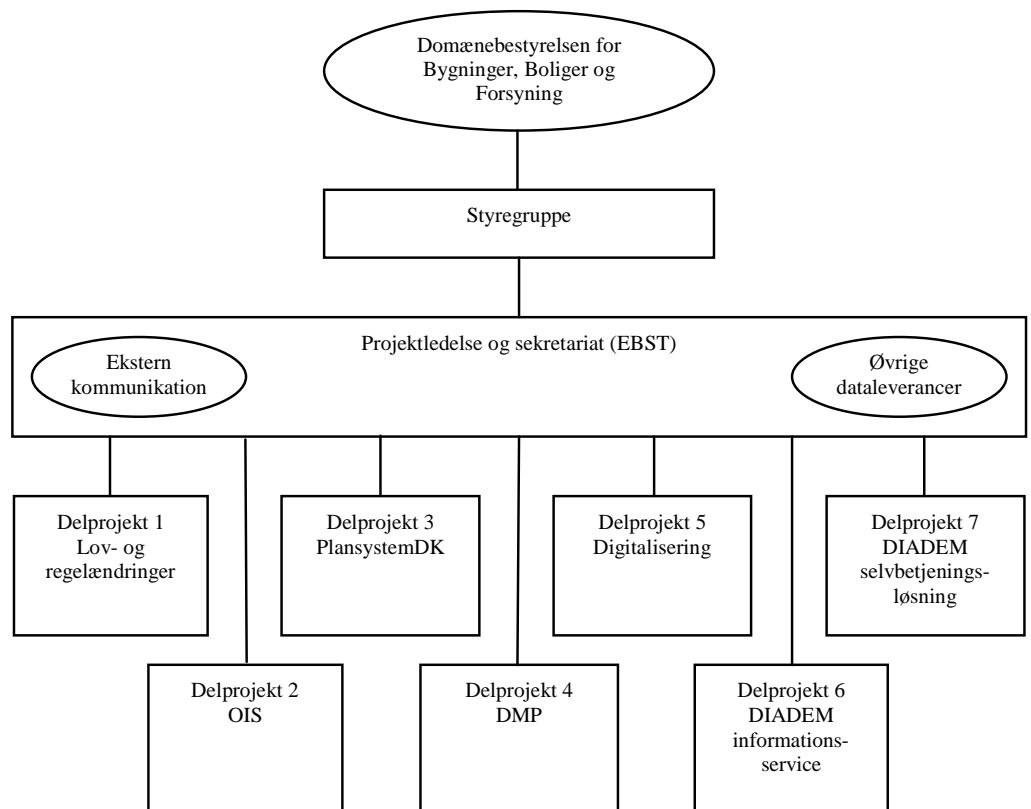 Domænebestyrelsen for
Bygninger, Boliger og
Forsyning
Styregruppe
Projektledelse og sekretariat (EBST)
Ekstern
kommunikation
Øvrige
dataleverancer
Delprojekt 1
Lov- og
regelændringer
Delprojekt 3
PlansystemDK
Delprojekt 5
Digitalisering
Delprojekt 7
DIADEM
selvbetjenings-
løsning
Delprojekt 2
OIS
Delprojekt 4
DMP
Delprojekt 6
DIADEM
informations-
service